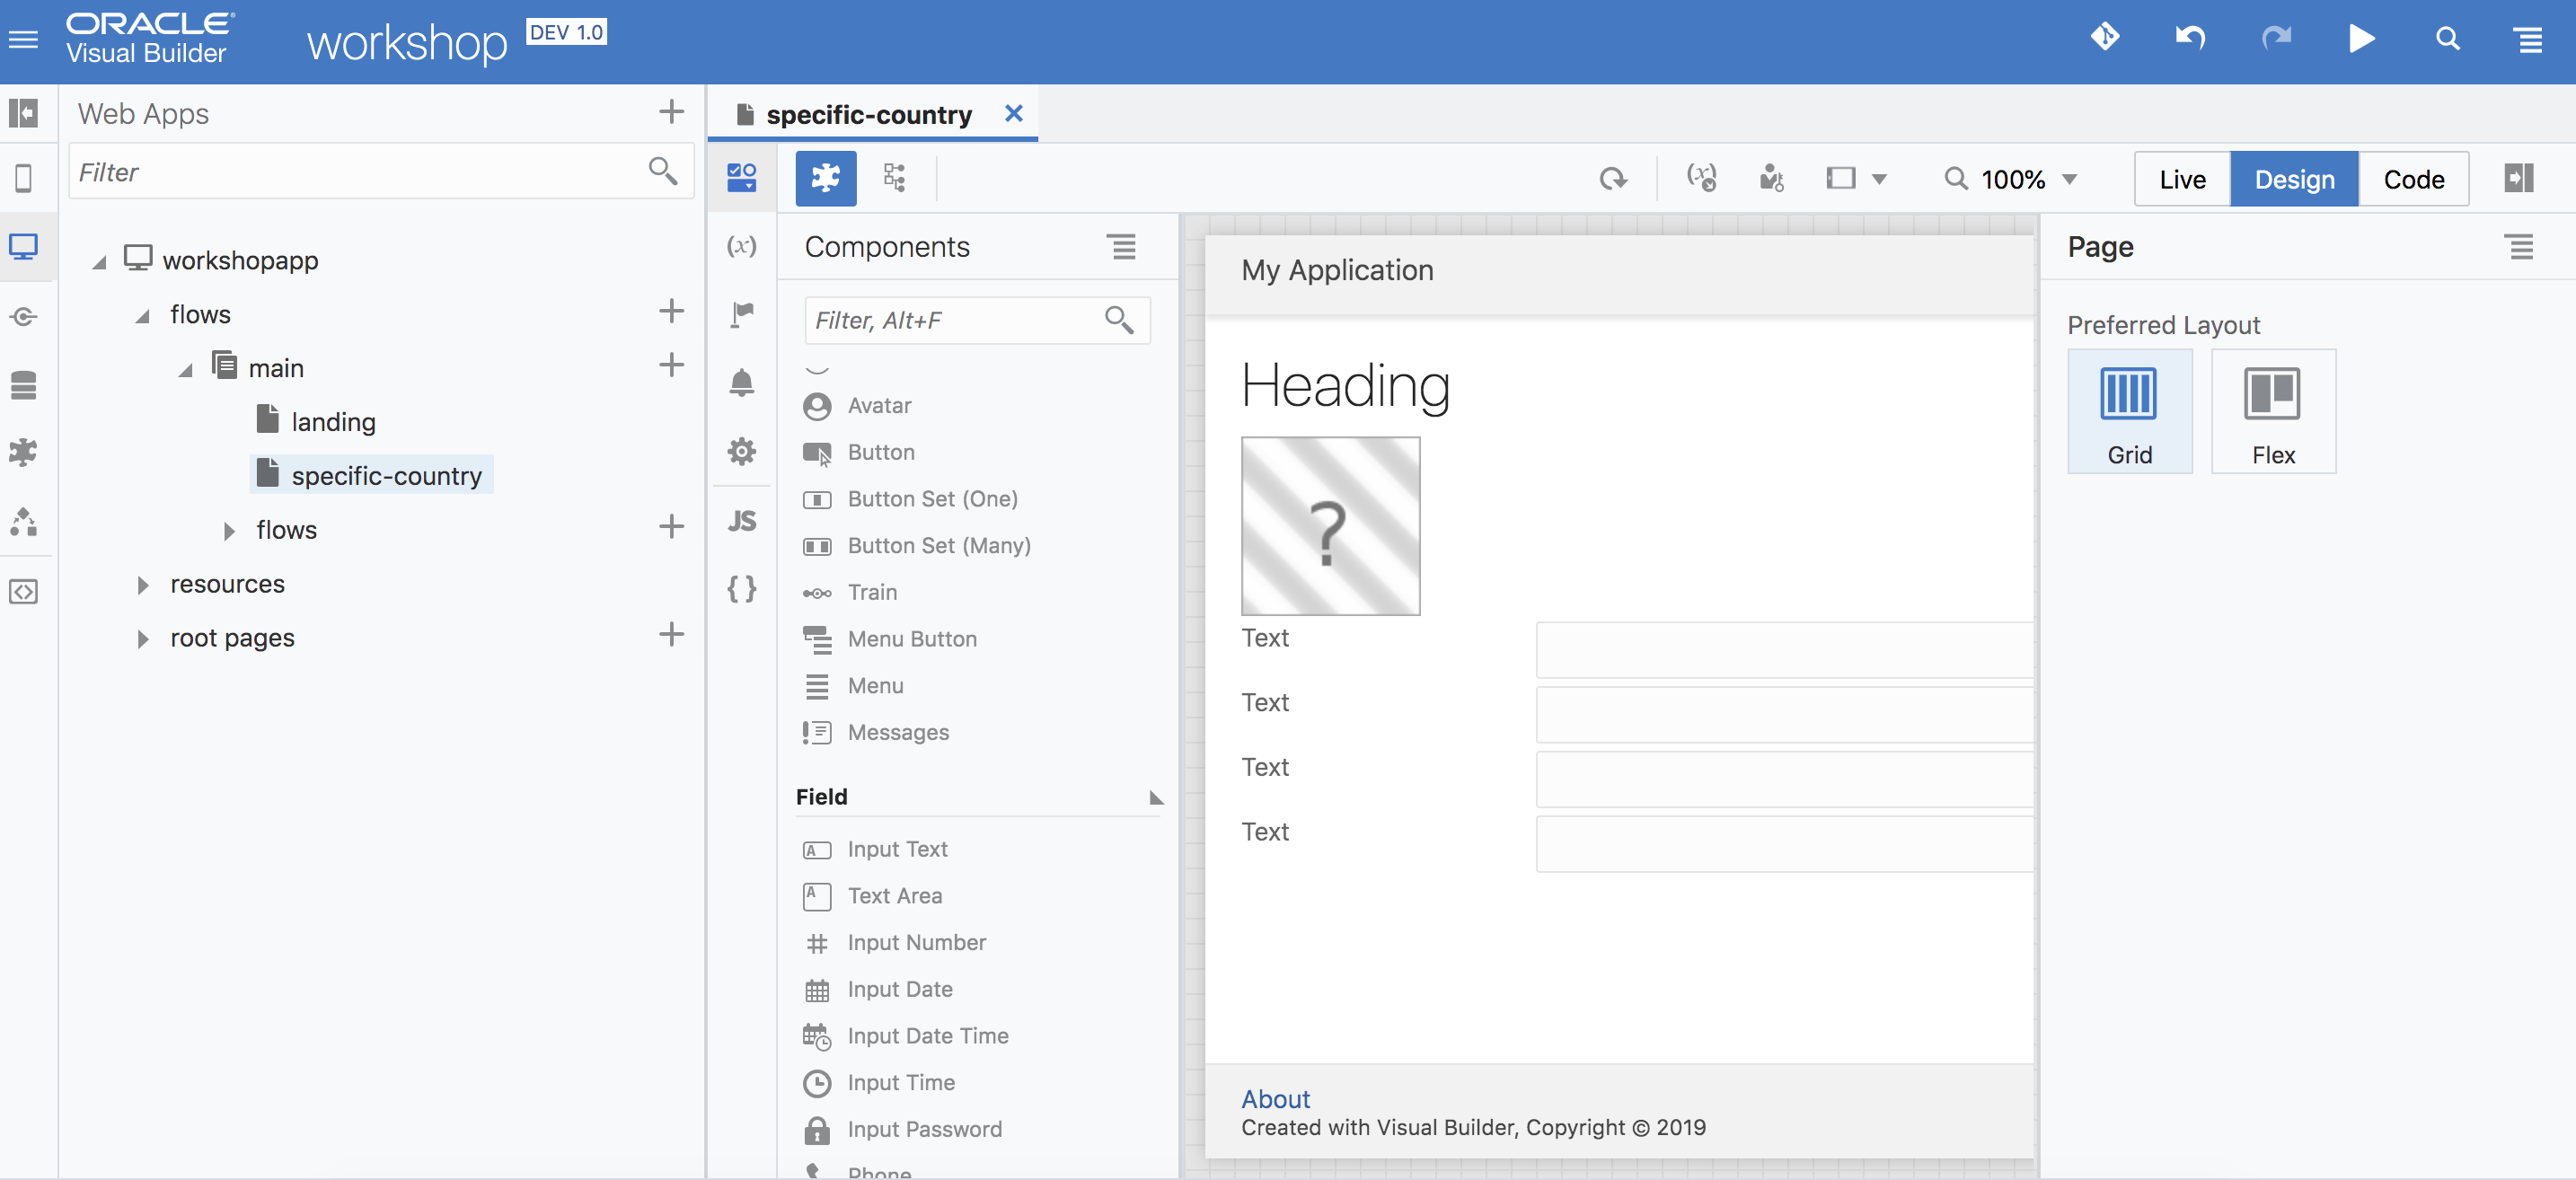 ORACLE
Visual Builder
workshop
DEV 1.0
Web Apps
Filter
workshopapp
flows
main
landing
specific-country
flows
resources
root pages
specific-country
100%
Live
Design
Code
(x)
JS
{ }
Components
Filter, Alt+F
Avatar
Button
Button Set (One)
Button Set (Many)
Train
Menu Button
Menu
Messages
Field
Input Text
Text Area
Input Number
Input Date
Input Date Time
Input Time
Input Password
Phone
My Application
Heading
?
Text
Text
Text
Text
About
Created with Visual Builder, Copyright © 2019
Page
Preferred Layout
Grid
Flex